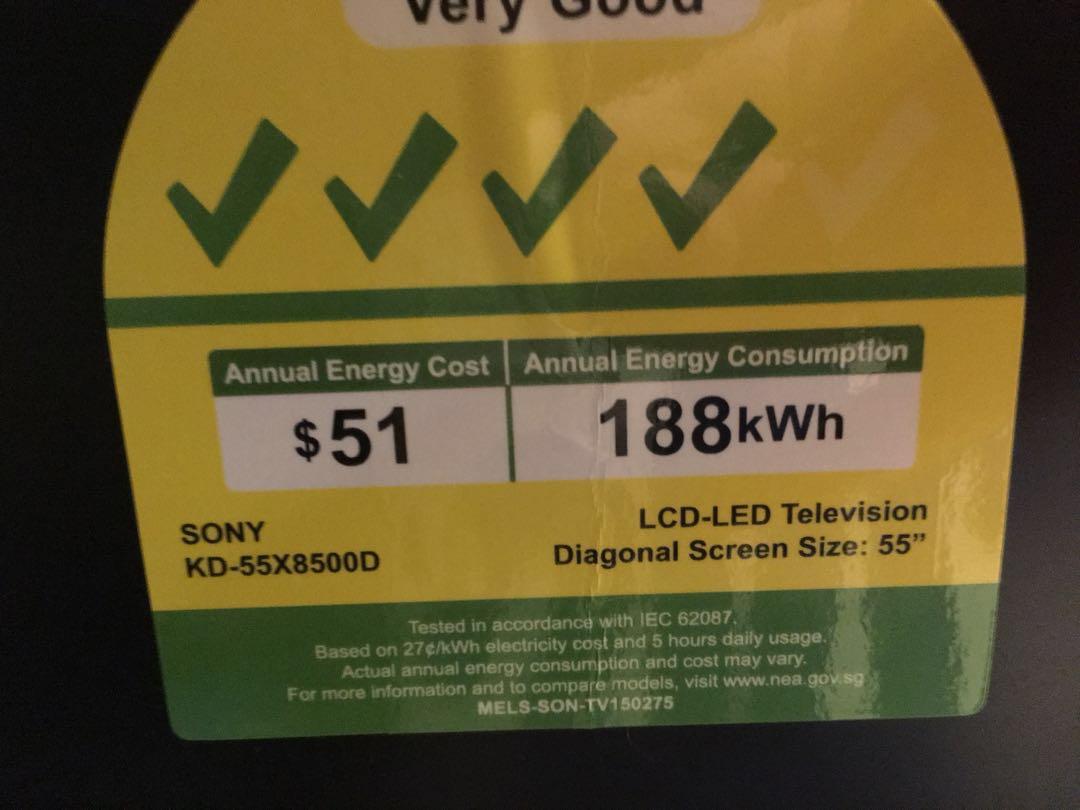 Very Good
Annual Energy Cost
Annual Energy Consumption
$51
188kWh
SONY
KD-55X8500D
LCD-LED Television
Diagonal Screen Size: 55”
Tested in accordance with IEC 62087.
Based on 27¢/kWh electricity cost and 5 hours daily usage.
Actual annual energy consumption and cost may vary.
For more information and to compare models, visit www.nea.gov.sg
MELS-SON-TV150275